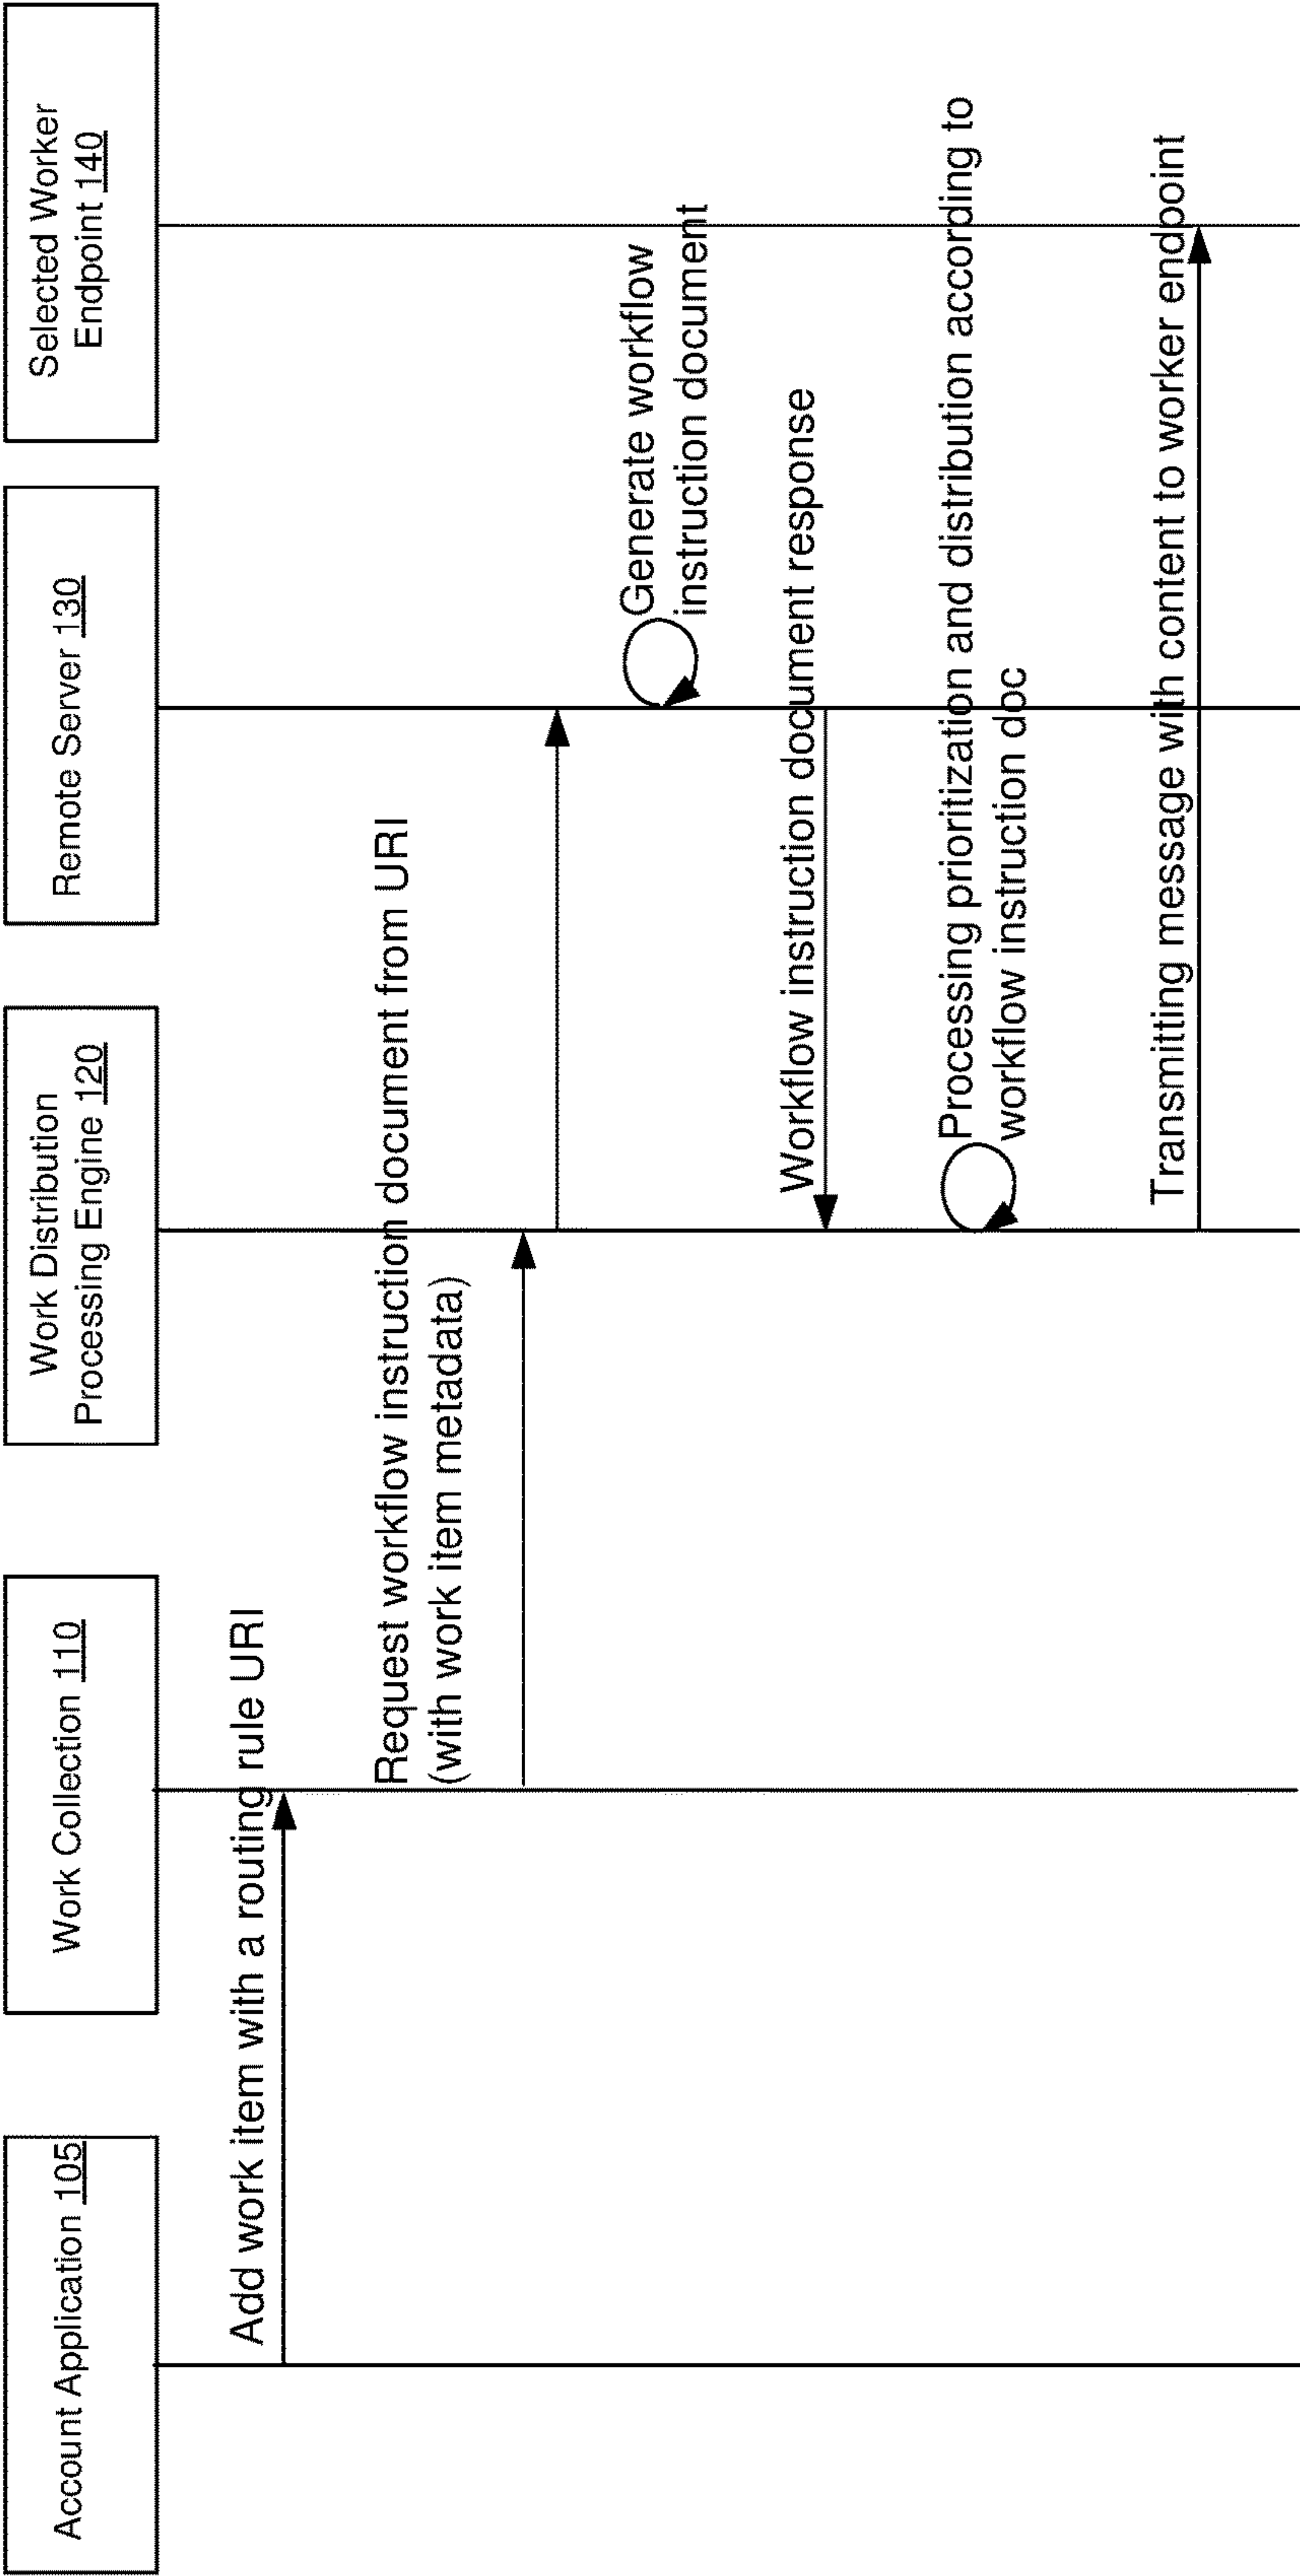 Account Application 105
Work Collection 110
Work Distribution
Processing Engine 120
Remote Server 130
Selected Worker
Endpoint 140
Add work item with a routing rule URI
Request workflow instruction document from URI
(with work item metadata)
Generate workflow
instruction document
Workflow instruction document response
Processing prioritization and distribution according to
workflow instruction doc
Transmitting message with content to worker endpoint